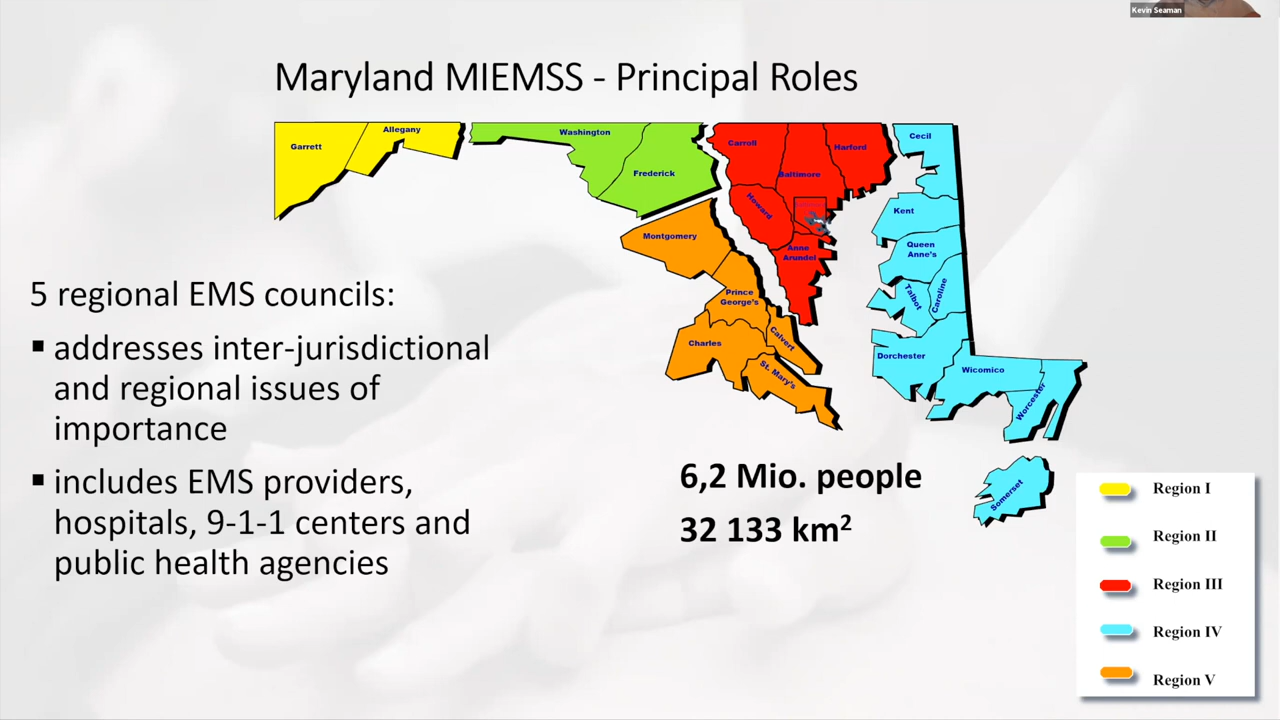 Kevin Seaman
Maryland MIEMSS - Principal Roles
Garrett
Allegany
Washington
Frederick
Carroll
Baltimore
Harford
Howard
Anne
Arundel
Cecil
Kent
Queen
Anne's
Talbot
Caroline
Dorchester
Wicomico
Worcester
Somerset
Montgomery
Prince
George's
Charles
Calvert
St. Mary's
5 regional EMS councils:
▪ addresses inter-jurisdictional
and regional issues of
importance
▪ includes EMS providers,
hospitals, 9-1-1 centers and
public health agencies
6,2 Mio. people
32 133 km²
Region I
Region II
Region III
Region IV
Region V